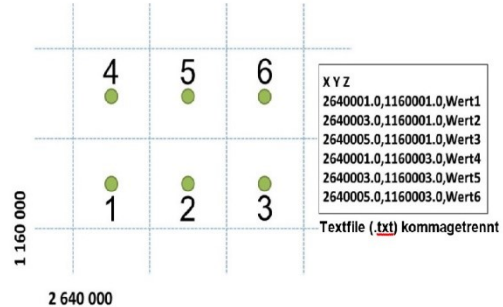 4 5 6
1 2 3
1 160 000
2 640 000
X Y Z
2640001.0,1160001.0,Wert1
2640003.0,1160001.0,Wert2
2640005.0,1160001.0,Wert3
2640001.0,1160003.0,Wert4
2640003.0,1160003.0,Wert5
2640005.0,1160003.0,Wert6
Textfile (.txt) kommagetrennt